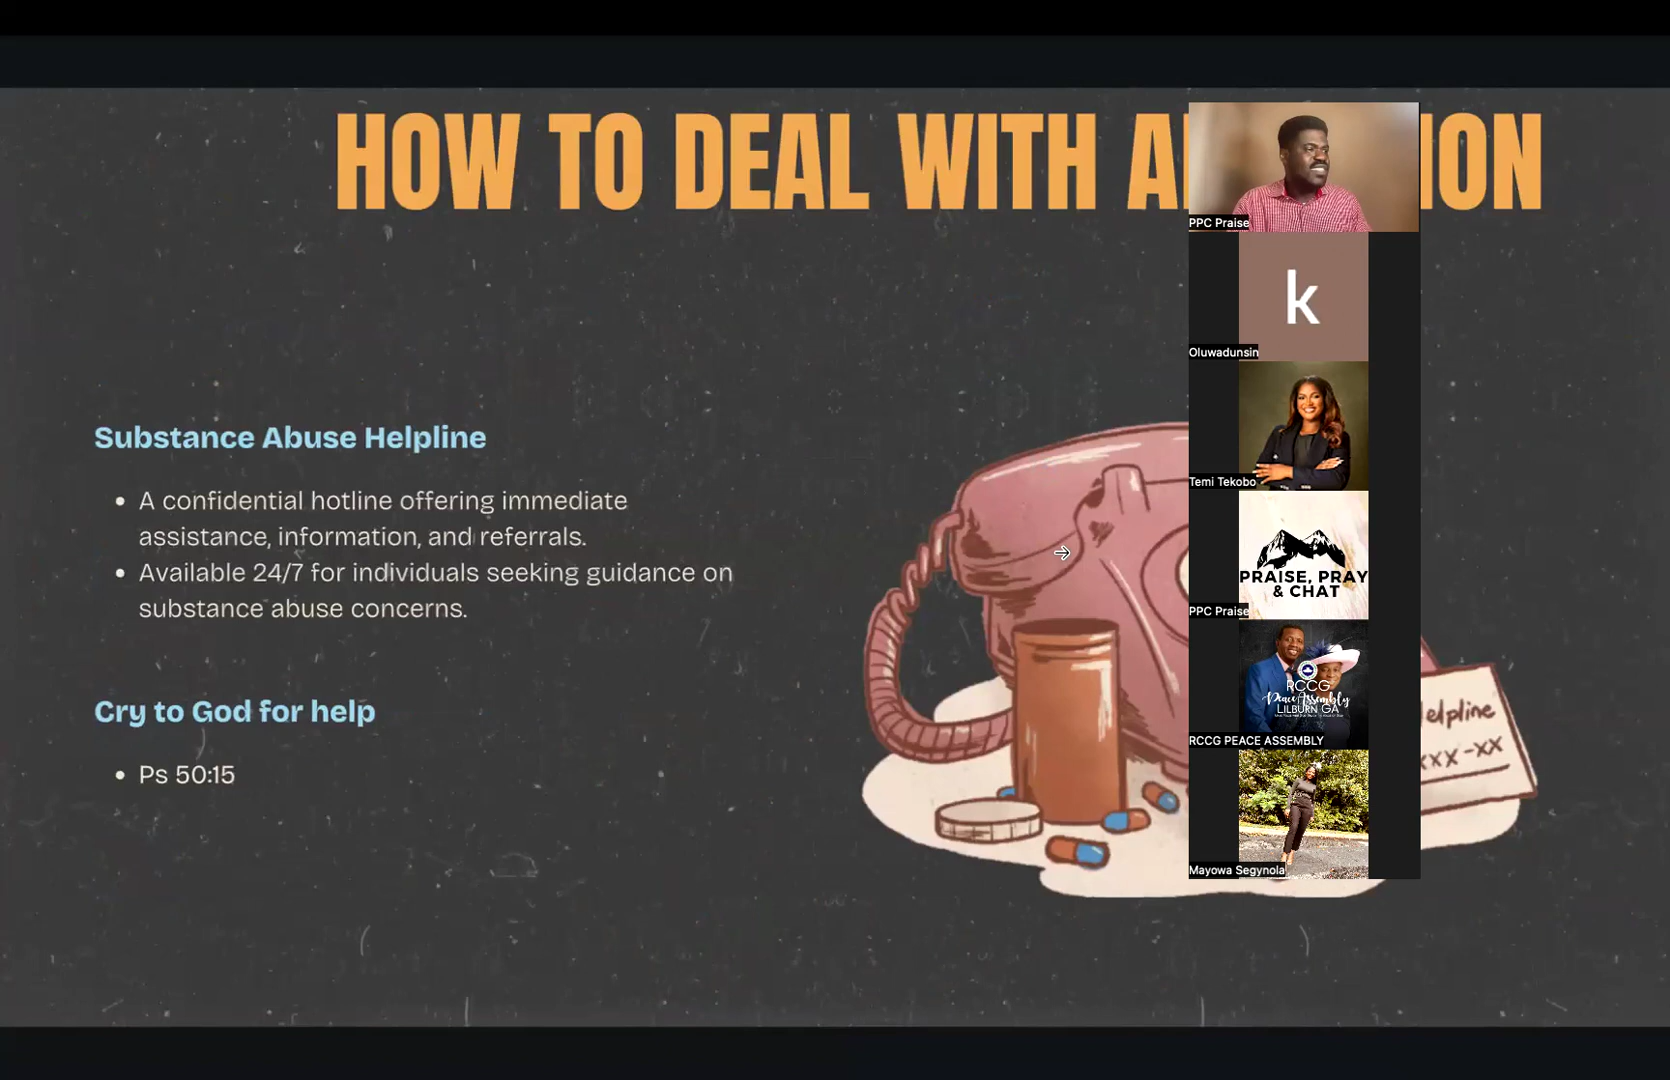 HOW TO DEAL WITH
Substance Abuse Helpline
A confidential hotline offering immediate
assistance, information, and referrals.
Available 24/7 for individuals seeking guidance on
substance abuse concerns.
Cry to God for help
Ps 50:15
PPC Praise
k
Oluwadunsin
Temi Tekobo
PRAISE, PRAY
& CHAT
PPC Praise
RCCG
Peace Assembly
LILBURN GA
RCCG PEACE ASSEMBLY
Mayowa Segynola
elpline
xxx-xx